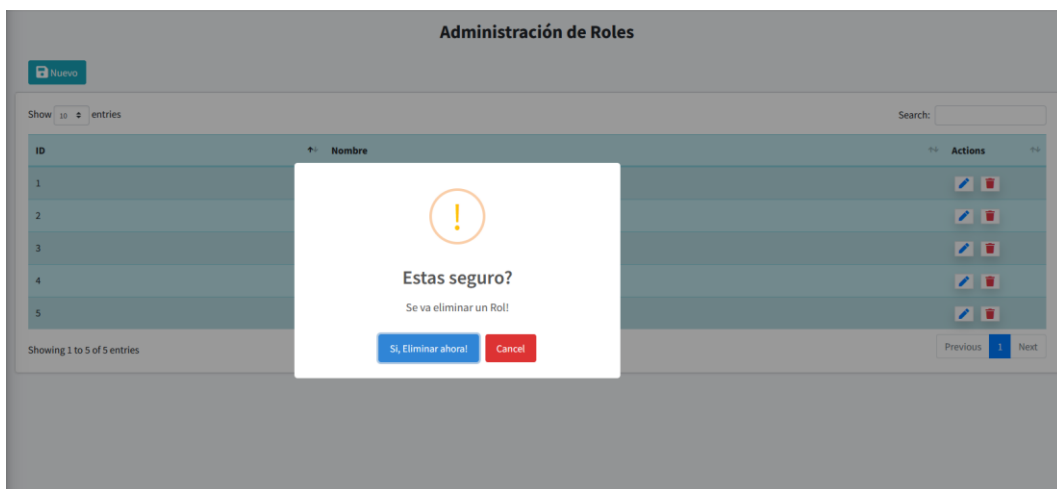 Administración de Roles
Nuevo
Show 10 entries
Search:
ID Nombre Actions
1
2
3
4
5
!
Estas seguro?
Se va eliminar un Rol!
Si, Eliminar ahora! Cancel
Showing 1 to 5 of 5 entries
Previous 1 Next